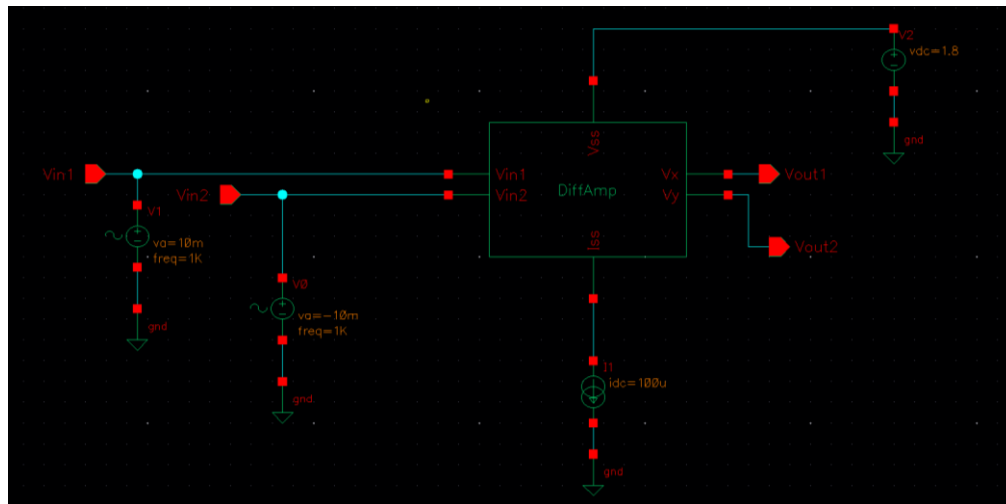 V2
vdc=1.8
gnd
Vss
Vin1
Vin1
Vx
Vout1
Vin2
Vin2
DiffAmp
Vy
V1
va=10m
freq=1K
Iss
Vout2
V0
va=-10m
freq=1K
gnd
I1
idc=100u
gnd
gnd